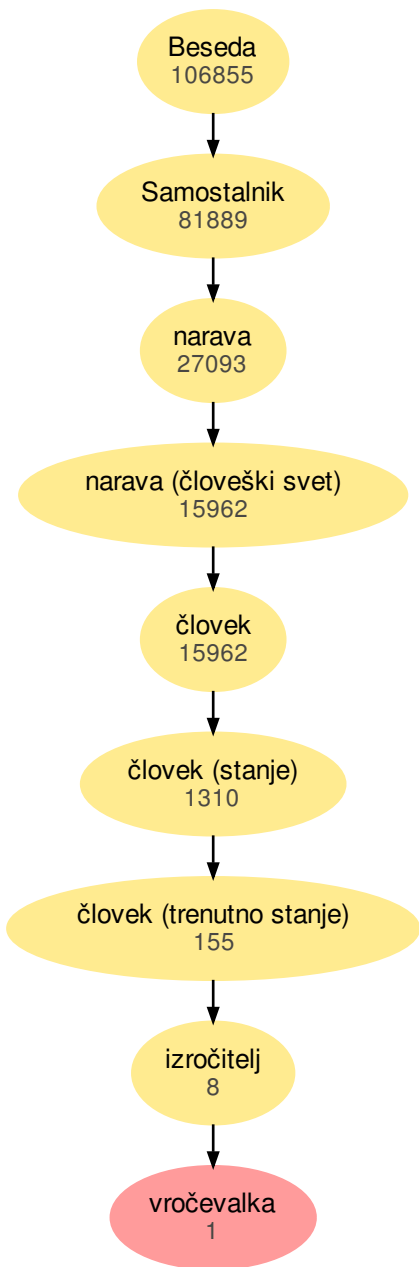 Beseda
106855
Samostalnik
81889
narava
27093
narava (človeški svet)
15962
človek
15962
človek (stanje)
1310
človek (trenutno stanje)
155
izročitelj
8
vročevalka
1